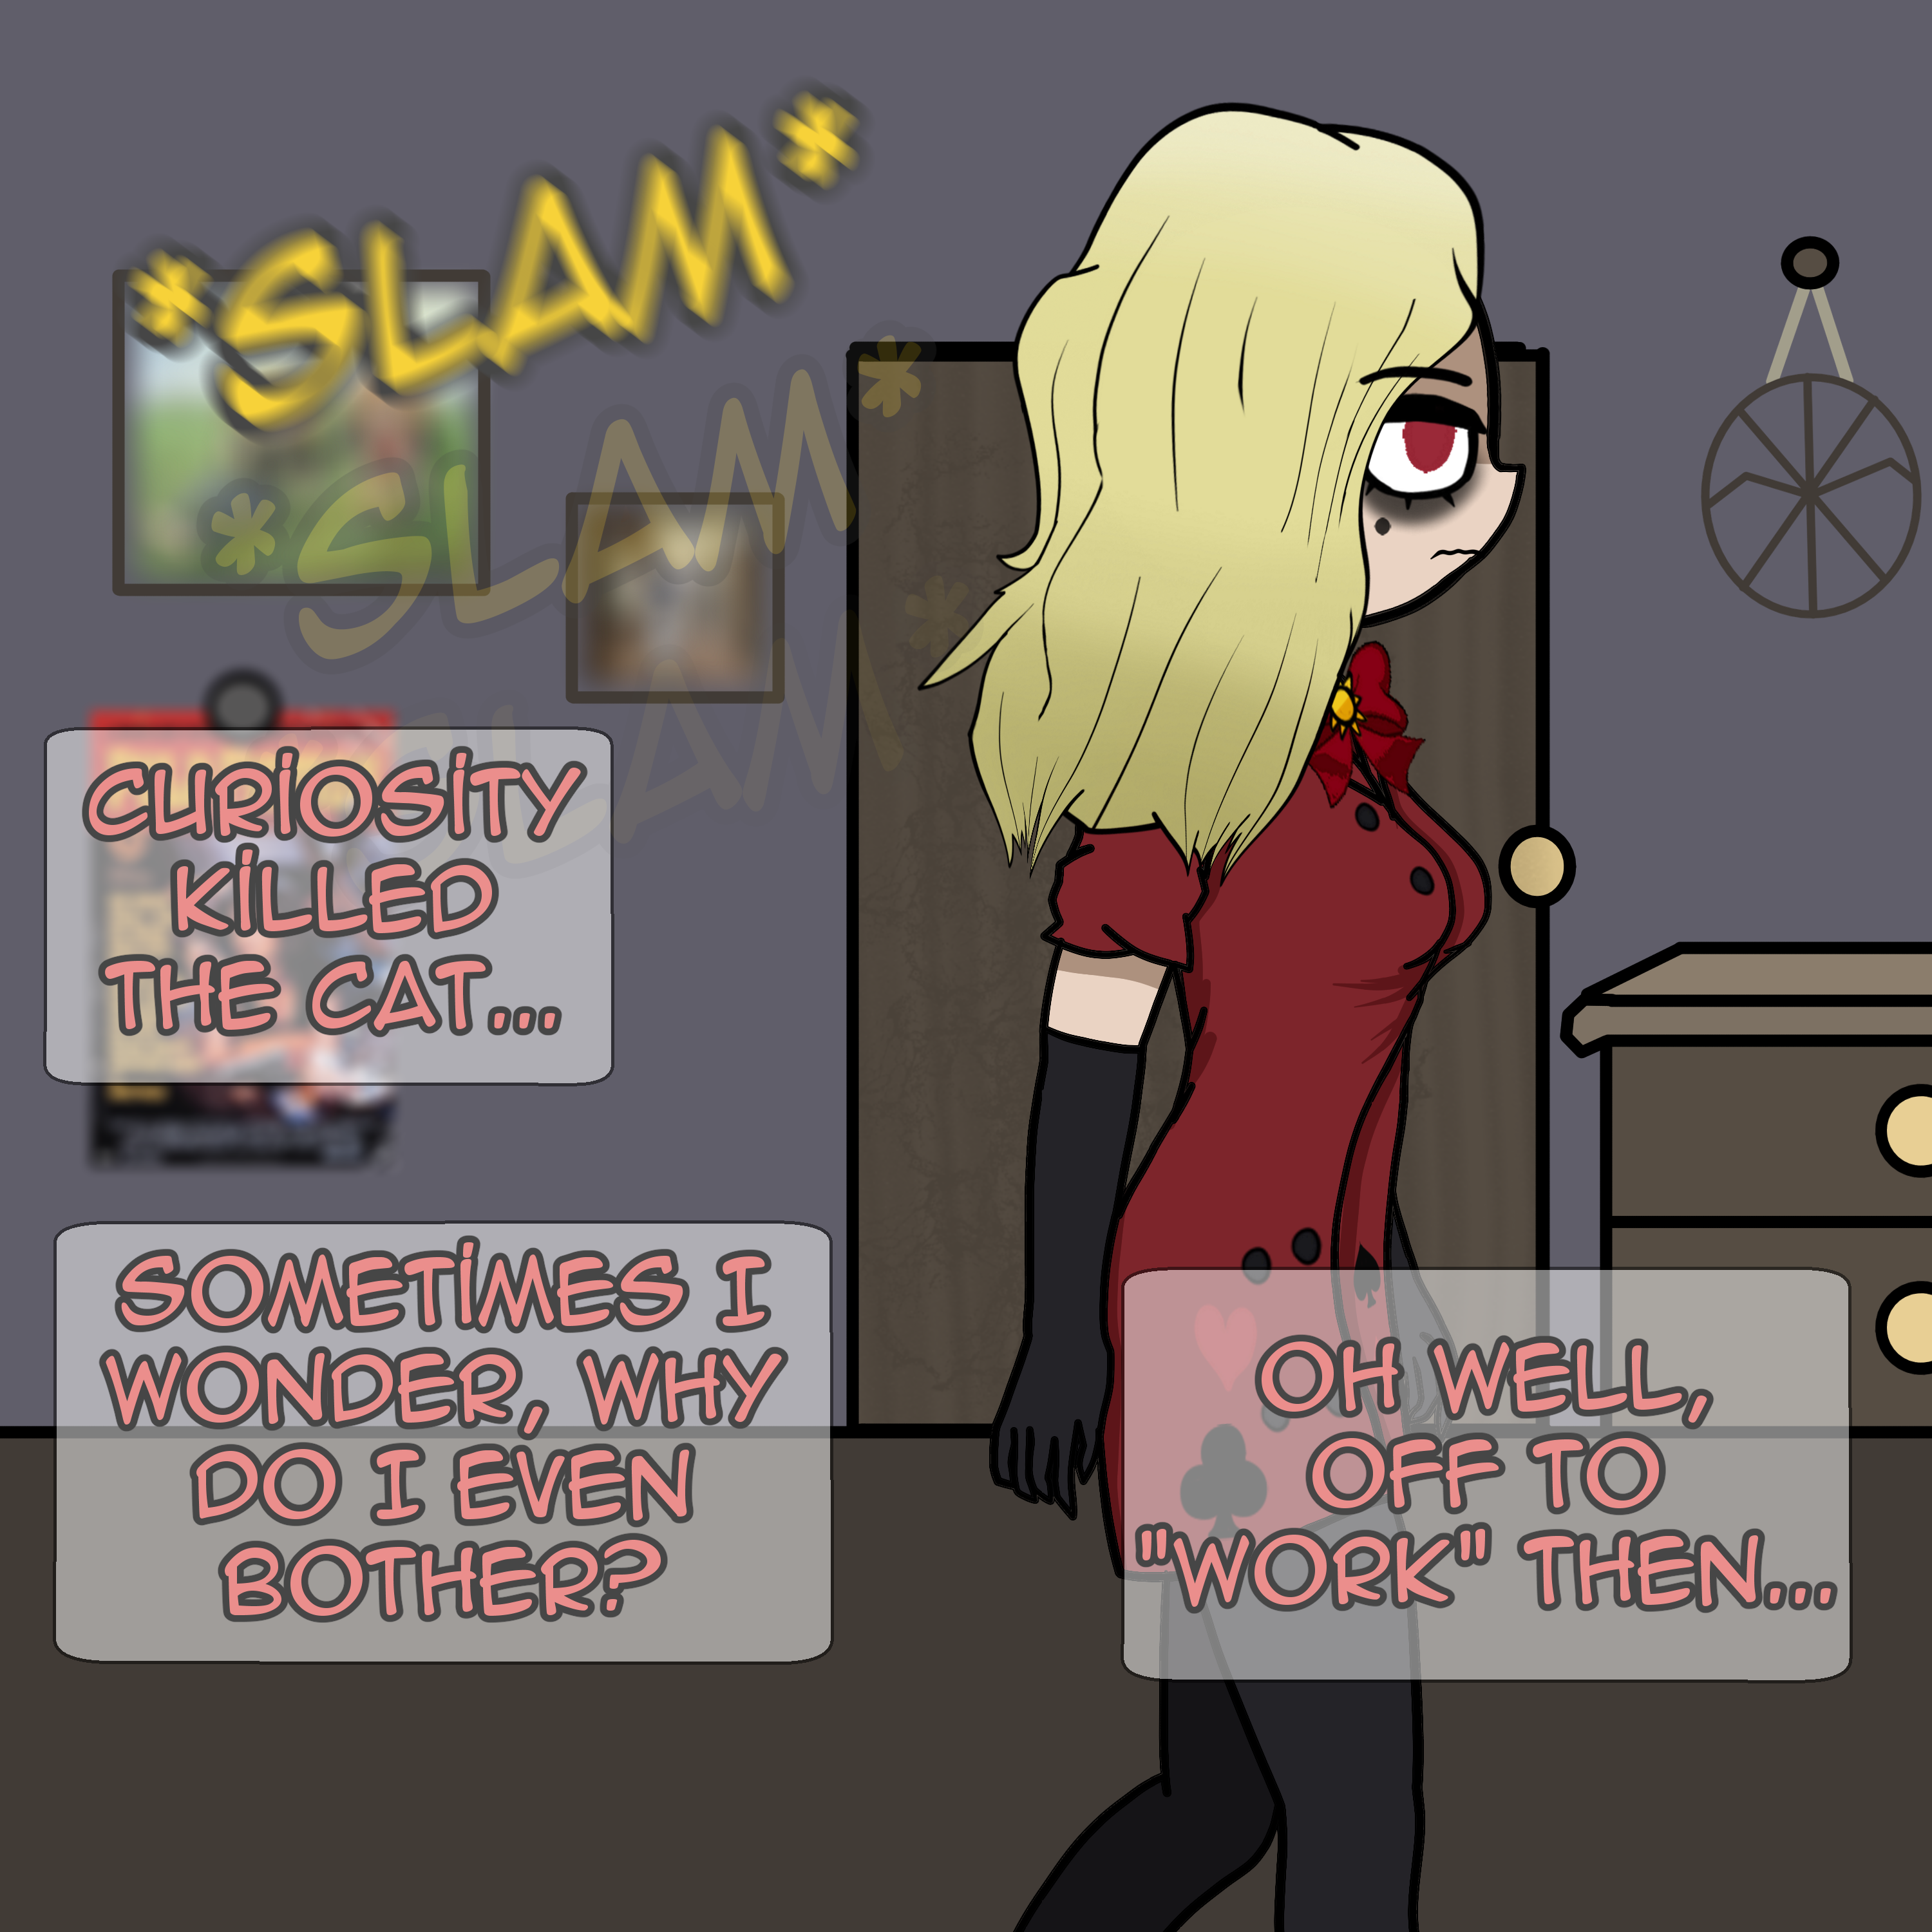 *SLAM*
*SLAM*
*SLAM*
CURIOSITY
KILLED
THE CAT...
SOMETIMES I
WONDER, WHY
DO I EVEN
BOTHER?
OH WELL,
OFF TO
"WORK" THEN...